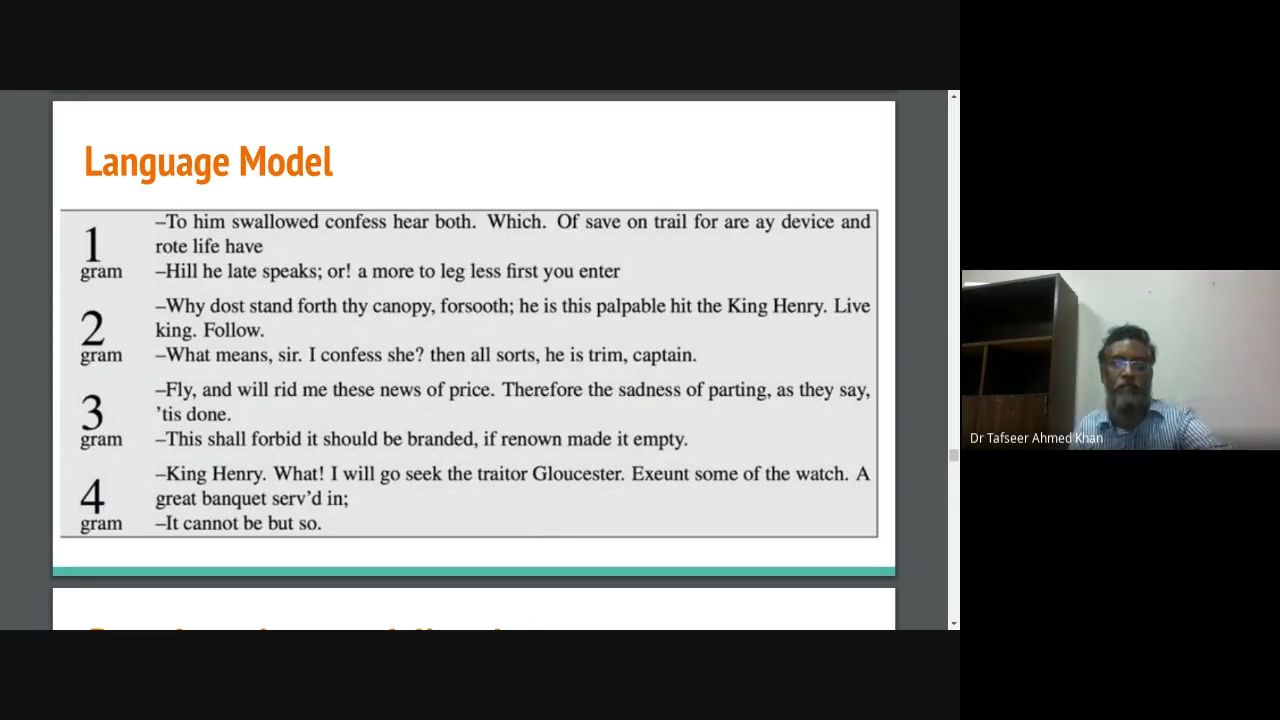 Language Model
1
gram
–To him swallowed confess hear both. Which. Of save on trail for are ay device and
rote life have
–Hill he late speaks; or! a more to leg less first you enter
2
gram
–Why dost stand forth thy canopy, forsooth; he is this palpable hit the King Henry. Live
king. Follow.
–What means, sir. I confess she? then all sorts, he is trim, captain.
3
gram
–Fly, and will rid me these news of price. Therefore the sadness of parting, as they say,
’tis done.
–This shall forbid it should be branded, if renown made it empty.
4
gram
–King Henry. What! I will go seek the traitor Gloucester. Exeunt some of the watch. A
great banquet serv’d in;
–It cannot be but so.
Dr Tafseer Ahmed Khan